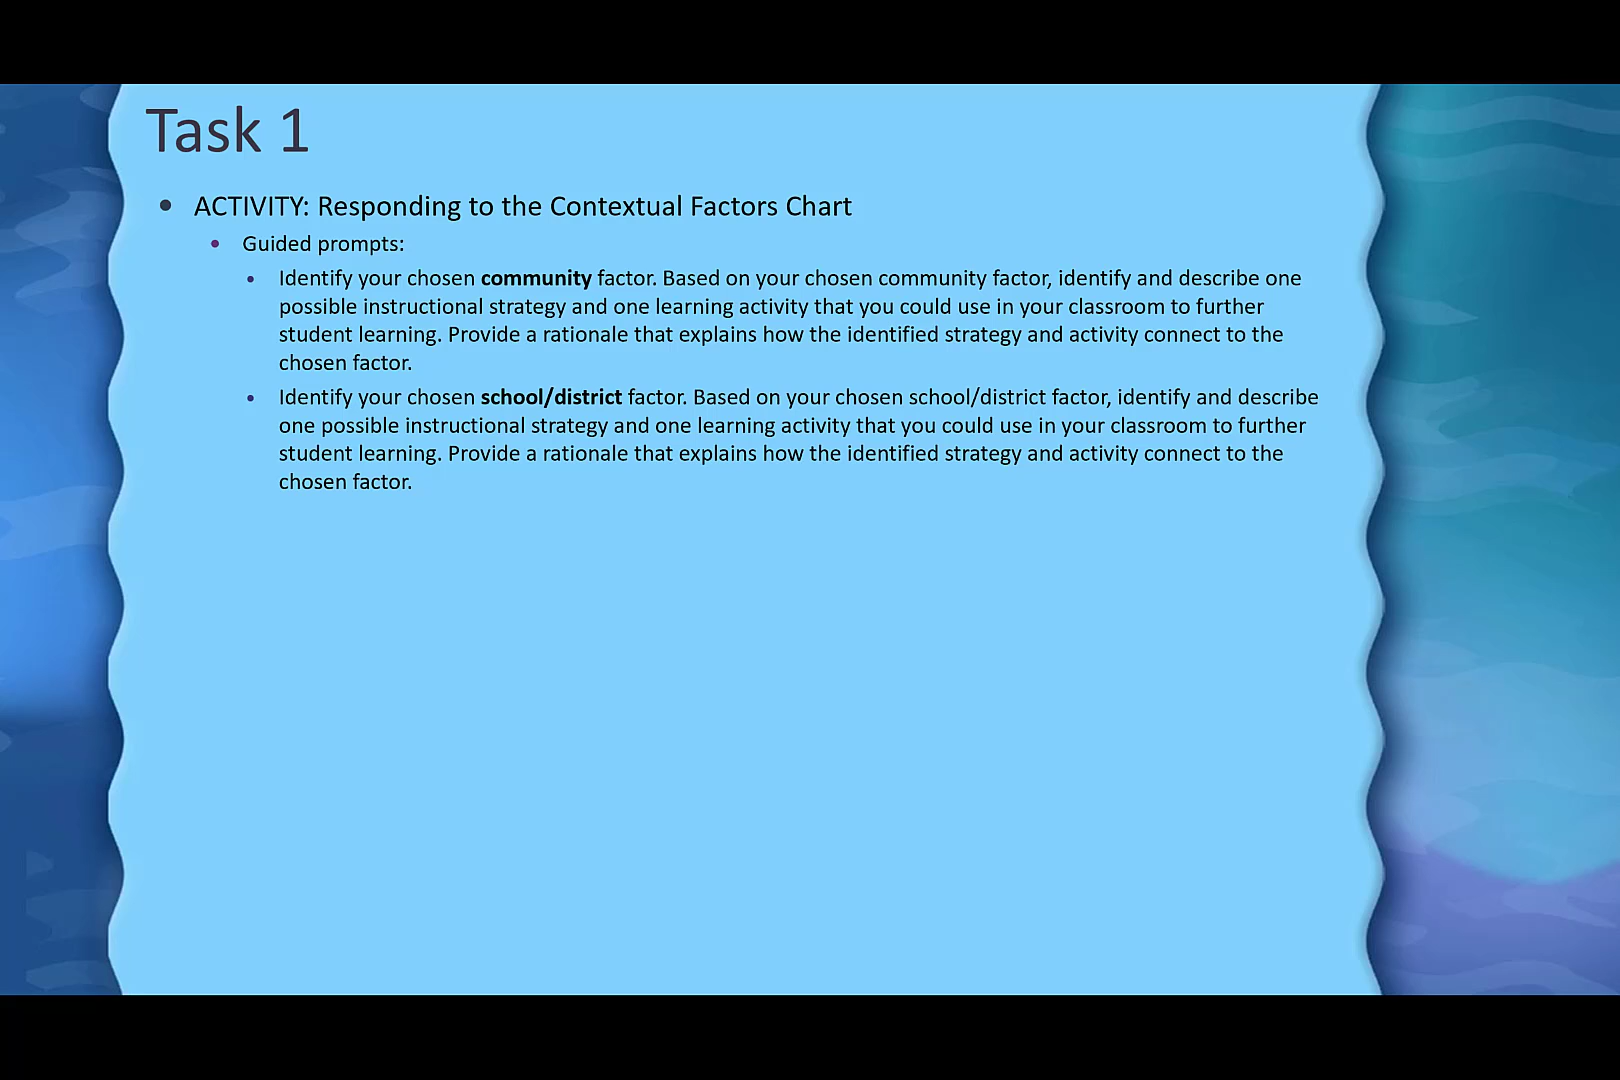 Task 1
• ACTIVITY: Responding to the Contextual Factors Chart
• Guided prompts:
• Identify your chosen community factor. Based on your chosen community factor, identify and describe one
possible instructional strategy and one learning activity that you could use in your classroom to further
student learning. Provide a rationale that explains how the identified strategy and activity connect to the
chosen factor.
• Identify your chosen school/district factor. Based on your chosen school/district factor, identify and describe
one possible instructional strategy and one learning activity that you could use in your classroom to further
student learning. Provide a rationale that explains how the identified strategy and activity connect to the
chosen factor.